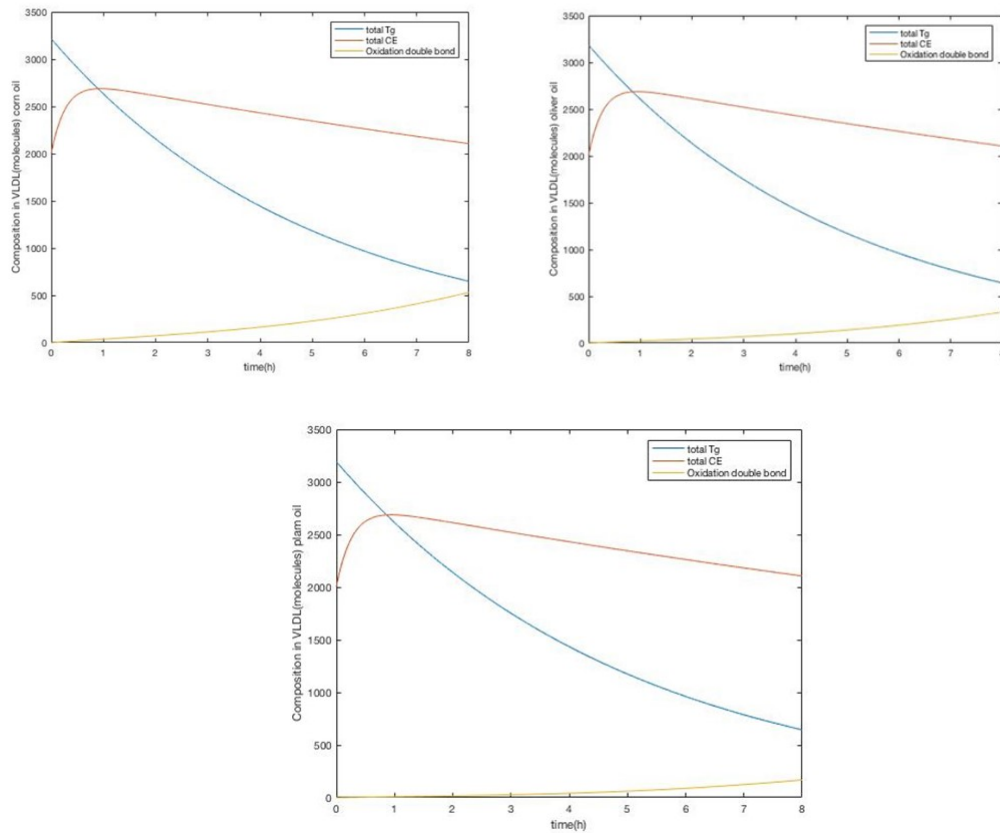 Composition in VLDL(molecules) corn oil
3500
3000
2500
2000
1500
1000
500
0
total Tg
total CE
Oxidation double bond
0 1 2 3 4 5 6 7 8
time(h)
Composition in VLDL(molecules) oliver oil
3500
3000
2500
2000
1500
1000
500
0
total Tg
total CE
Oxidation double bond
0 1 2 3 4 5 6 7 8
time(h)
Composition in VLDL(molecules) plam oil
3500
3000
2500
2000
1500
1000
500
0
total Tg
total CE
Oxidation double bond
0 1 2 3 4 5 6 7 8
time(h)